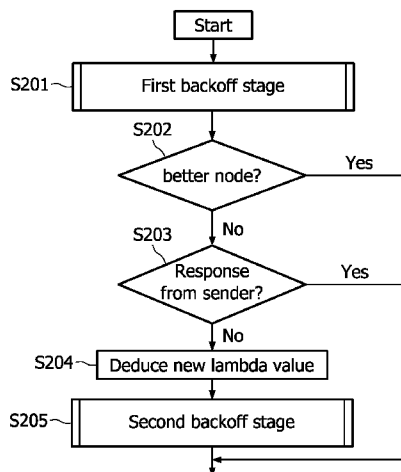 Start
S201
First backoff stage
S202
better node?
Yes
No
S203
Response
from sender?
Yes
No
S204
Deduce new lambda value
S205
Second backoff stage